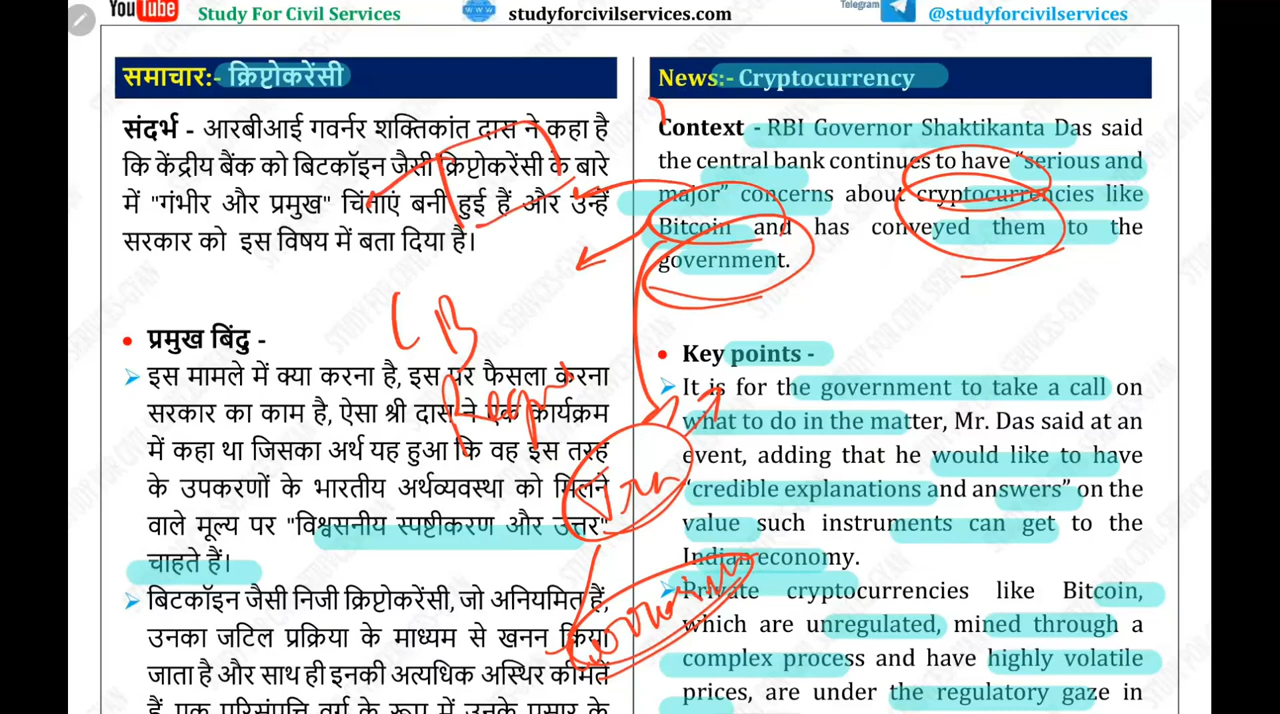 YouTube Study For Civil Services www studyforcivilservices.com Telegram @studyforcivilservices
समाचार:- क्रिप्टोकरेंसी
संदर्भ - आरबीआई गवर्नर शक्तिकांत दास ने कहा है
कि केंद्रीय बैंक को बिटकॉइन जैसी क्रिप्टोकरेंसी के बारे
में "गंभीर और प्रमुख" चिंताएं बनी हुई हैं और उन्हें
सरकार को इस विषय में बता दिया है।
• प्रमुख बिंदु -
➢ इस मामले में क्या करना है, इस पर फैसला करना
सरकार का काम है, ऐसा श्री दास ने एक कार्यक्रम
में कहा था जिसका अर्थ यह हुआ कि वह इस तरह
के उपकरणों के भारतीय अर्थव्यवस्था को मिलने
वाले मूल्य पर "विश्वसनीय स्पष्टीकरण और उत्तर"
चाहते हैं।
➢ बिटकॉइन जैसी निजी क्रिप्टोकरेंसी, जो अनियमित हैं,
उनका जटिल प्रक्रिया के माध्यम से खनन किया
जाता है और साथ ही इनकी अत्यधिक अस्थिर कीमतें
हैं, एक परिसंपत्ति वर्ग के रूप में उनके प्रसार के
News:- Cryptocurrency
Context - RBI Governor Shaktikanta Das said
the central bank continues to have "serious and
major" concerns about cryptocurrencies like
Bitcoin and has conveyed them to the
government.
• Key points -
➢ It is for the government to take a call on
what to do in the matter, Mr. Das said at an
event, adding that he would like to have
"credible explanations and answers" on the
value such instruments can get to the
Indian economy.
➢ Private cryptocurrencies like Bitcoin,
which are unregulated, mined through a
complex process and have highly volatile
prices, are under the regulatory gaze in